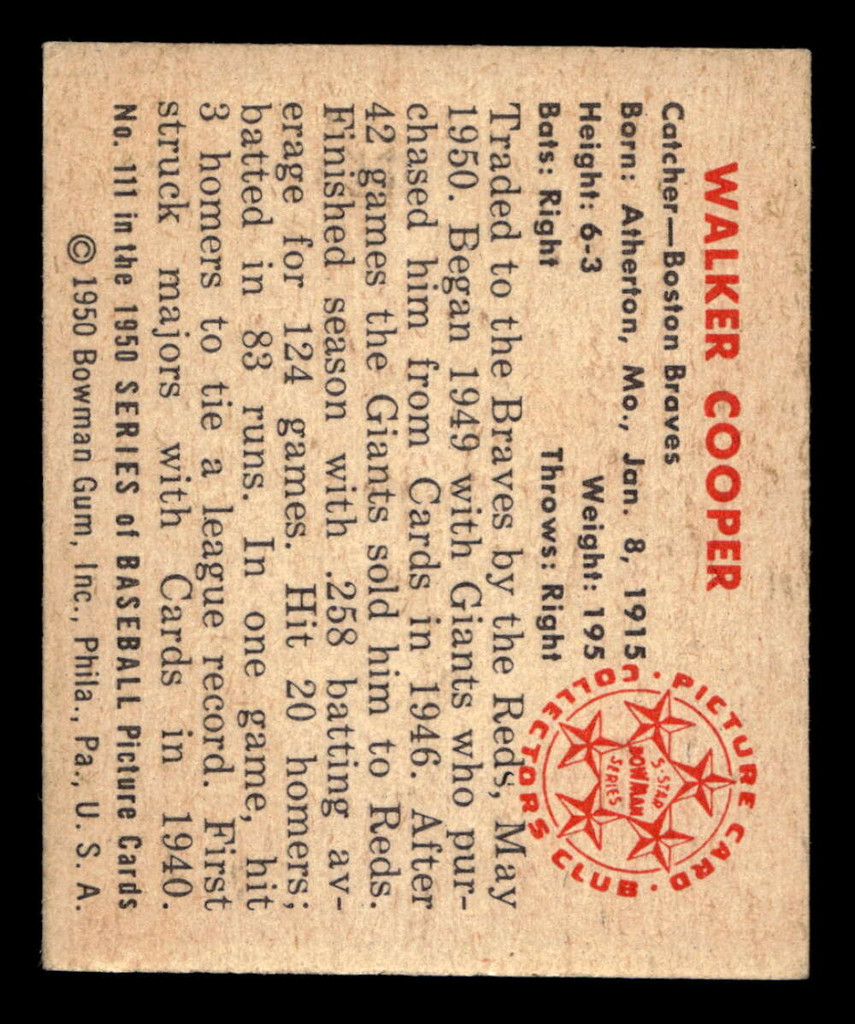 WALKER COOPER
Catcher—Boston Braves
Born: Atherton, Mo., Jan. 8, 1915
Height: 6-3 Weight: 195
Bats: Right Throws: Right
Traded to the Braves by the Reds, May
1950. Began 1949 with Giants who pur-
chased him from Cards in 1946. After
42 games the Giants sold him to Reds.
Finished season with .258 batting av-
erage for 124 games. Hit 20 homers;
batted in 83 runs. In one game, hit
3 homers to tie a league record. First
struck majors with Cards in 1940.
No. 111 in the 1950 SERIES of BASEBALL Picture Cards
© 1950 Bowman Gum, Inc., Phila., Pa., U. S. A.
· PICTURE CARD ·
COLLECTORS CLUB
5-STAR
BOWMAN
SERIES